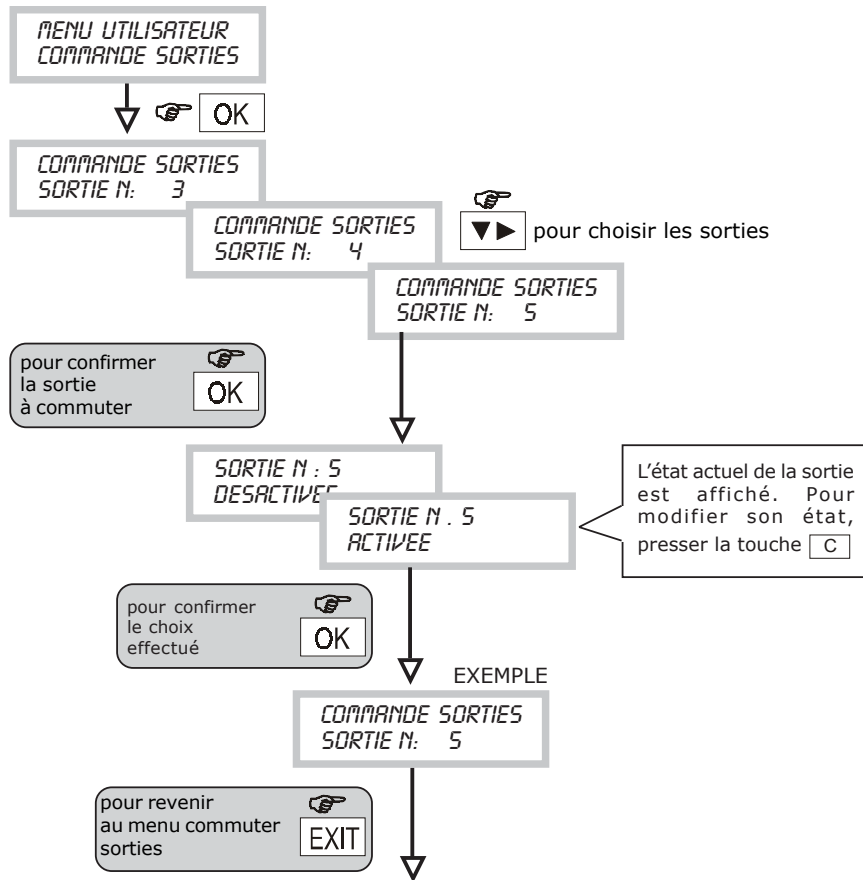 MENU UTILISATEUR
COMMANDE SORTIES
OK
COMMANDE SORTIES
SORTIE N: 3
COMMANDE SORTIES
SORTIE N: 4
▼▶ pour choisir les sorties
COMMANDE SORTIES
SORTIE N: 5
pour confirmer
la sortie
à commuter
OK
SORTIE N : 5
DESACTIVEE
SORTIE N . 5
ACTIVEE
L'état actuel de la sortie
est affiché. Pour
modifier son état,
presser la touche C
pour confirmer
le choix
effectué
OK
EXEMPLE
COMMANDE SORTIES
SORTIE N: 5
pour revenir
au menu commuter
sorties
EXIT